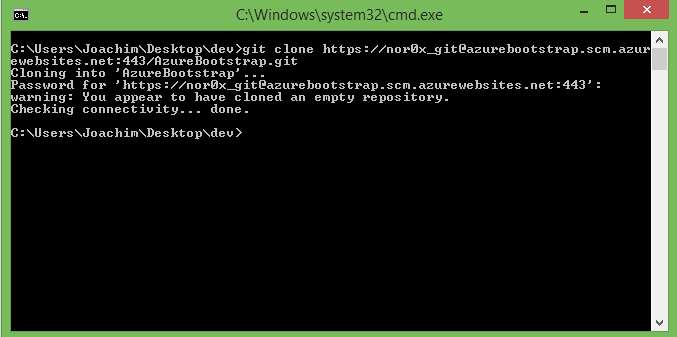 C:\Windows\system32\cmd.exe
C:\Users\Joachim\Desktop\dev>git clone https://nor0x_git@azurebootstrap.scm.azur
ewebsites.net:443/AzureBootstrap.git
Cloning into 'AzureBootstrap'...
Password for 'https://nor0x_git@azurebootstrap.scm.azurewebsites.net:443':
warning: You appear to have cloned an empty repository.
Checking connectivity... done.
C:\Users\Joachim\Desktop\dev>